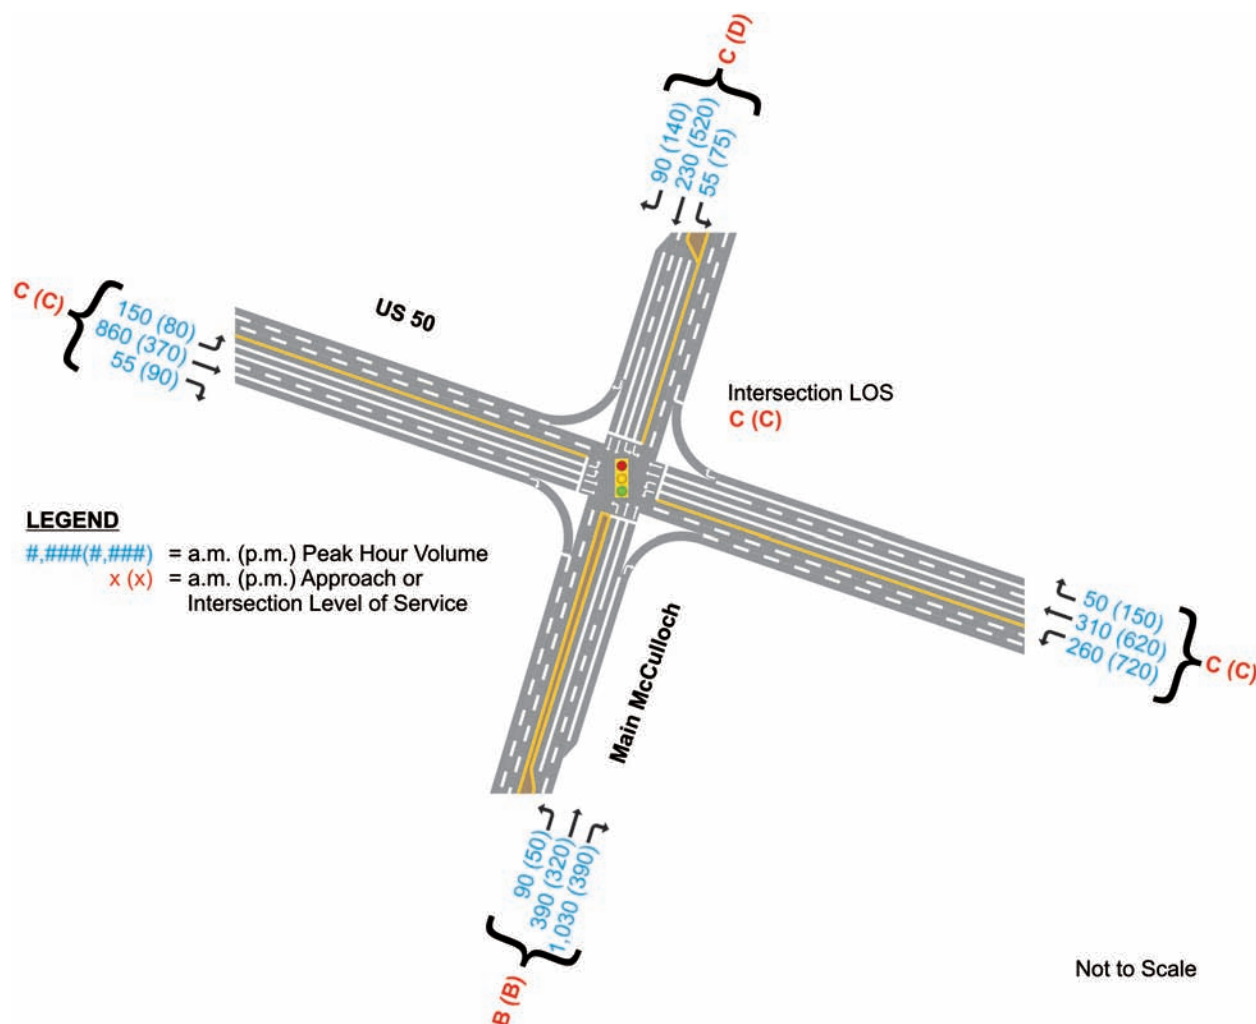 C (D)
90 (140)
230 (520)
55 (75)
C (C)
150 (80)
860 (370)
55 (90)
US 50
Intersection LOS
C (C)
LEGEND
#,###(#,###) = a.m. (p.m.) Peak Hour Volume
x (x) = a.m. (p.m.) Approach or
Intersection Level of Service
50 (150)
310 (620)
260 (720)
C (C)
Main McCulloch
90 (50)
390 (320)
1,030 (390)
B (B)
Not to Scale